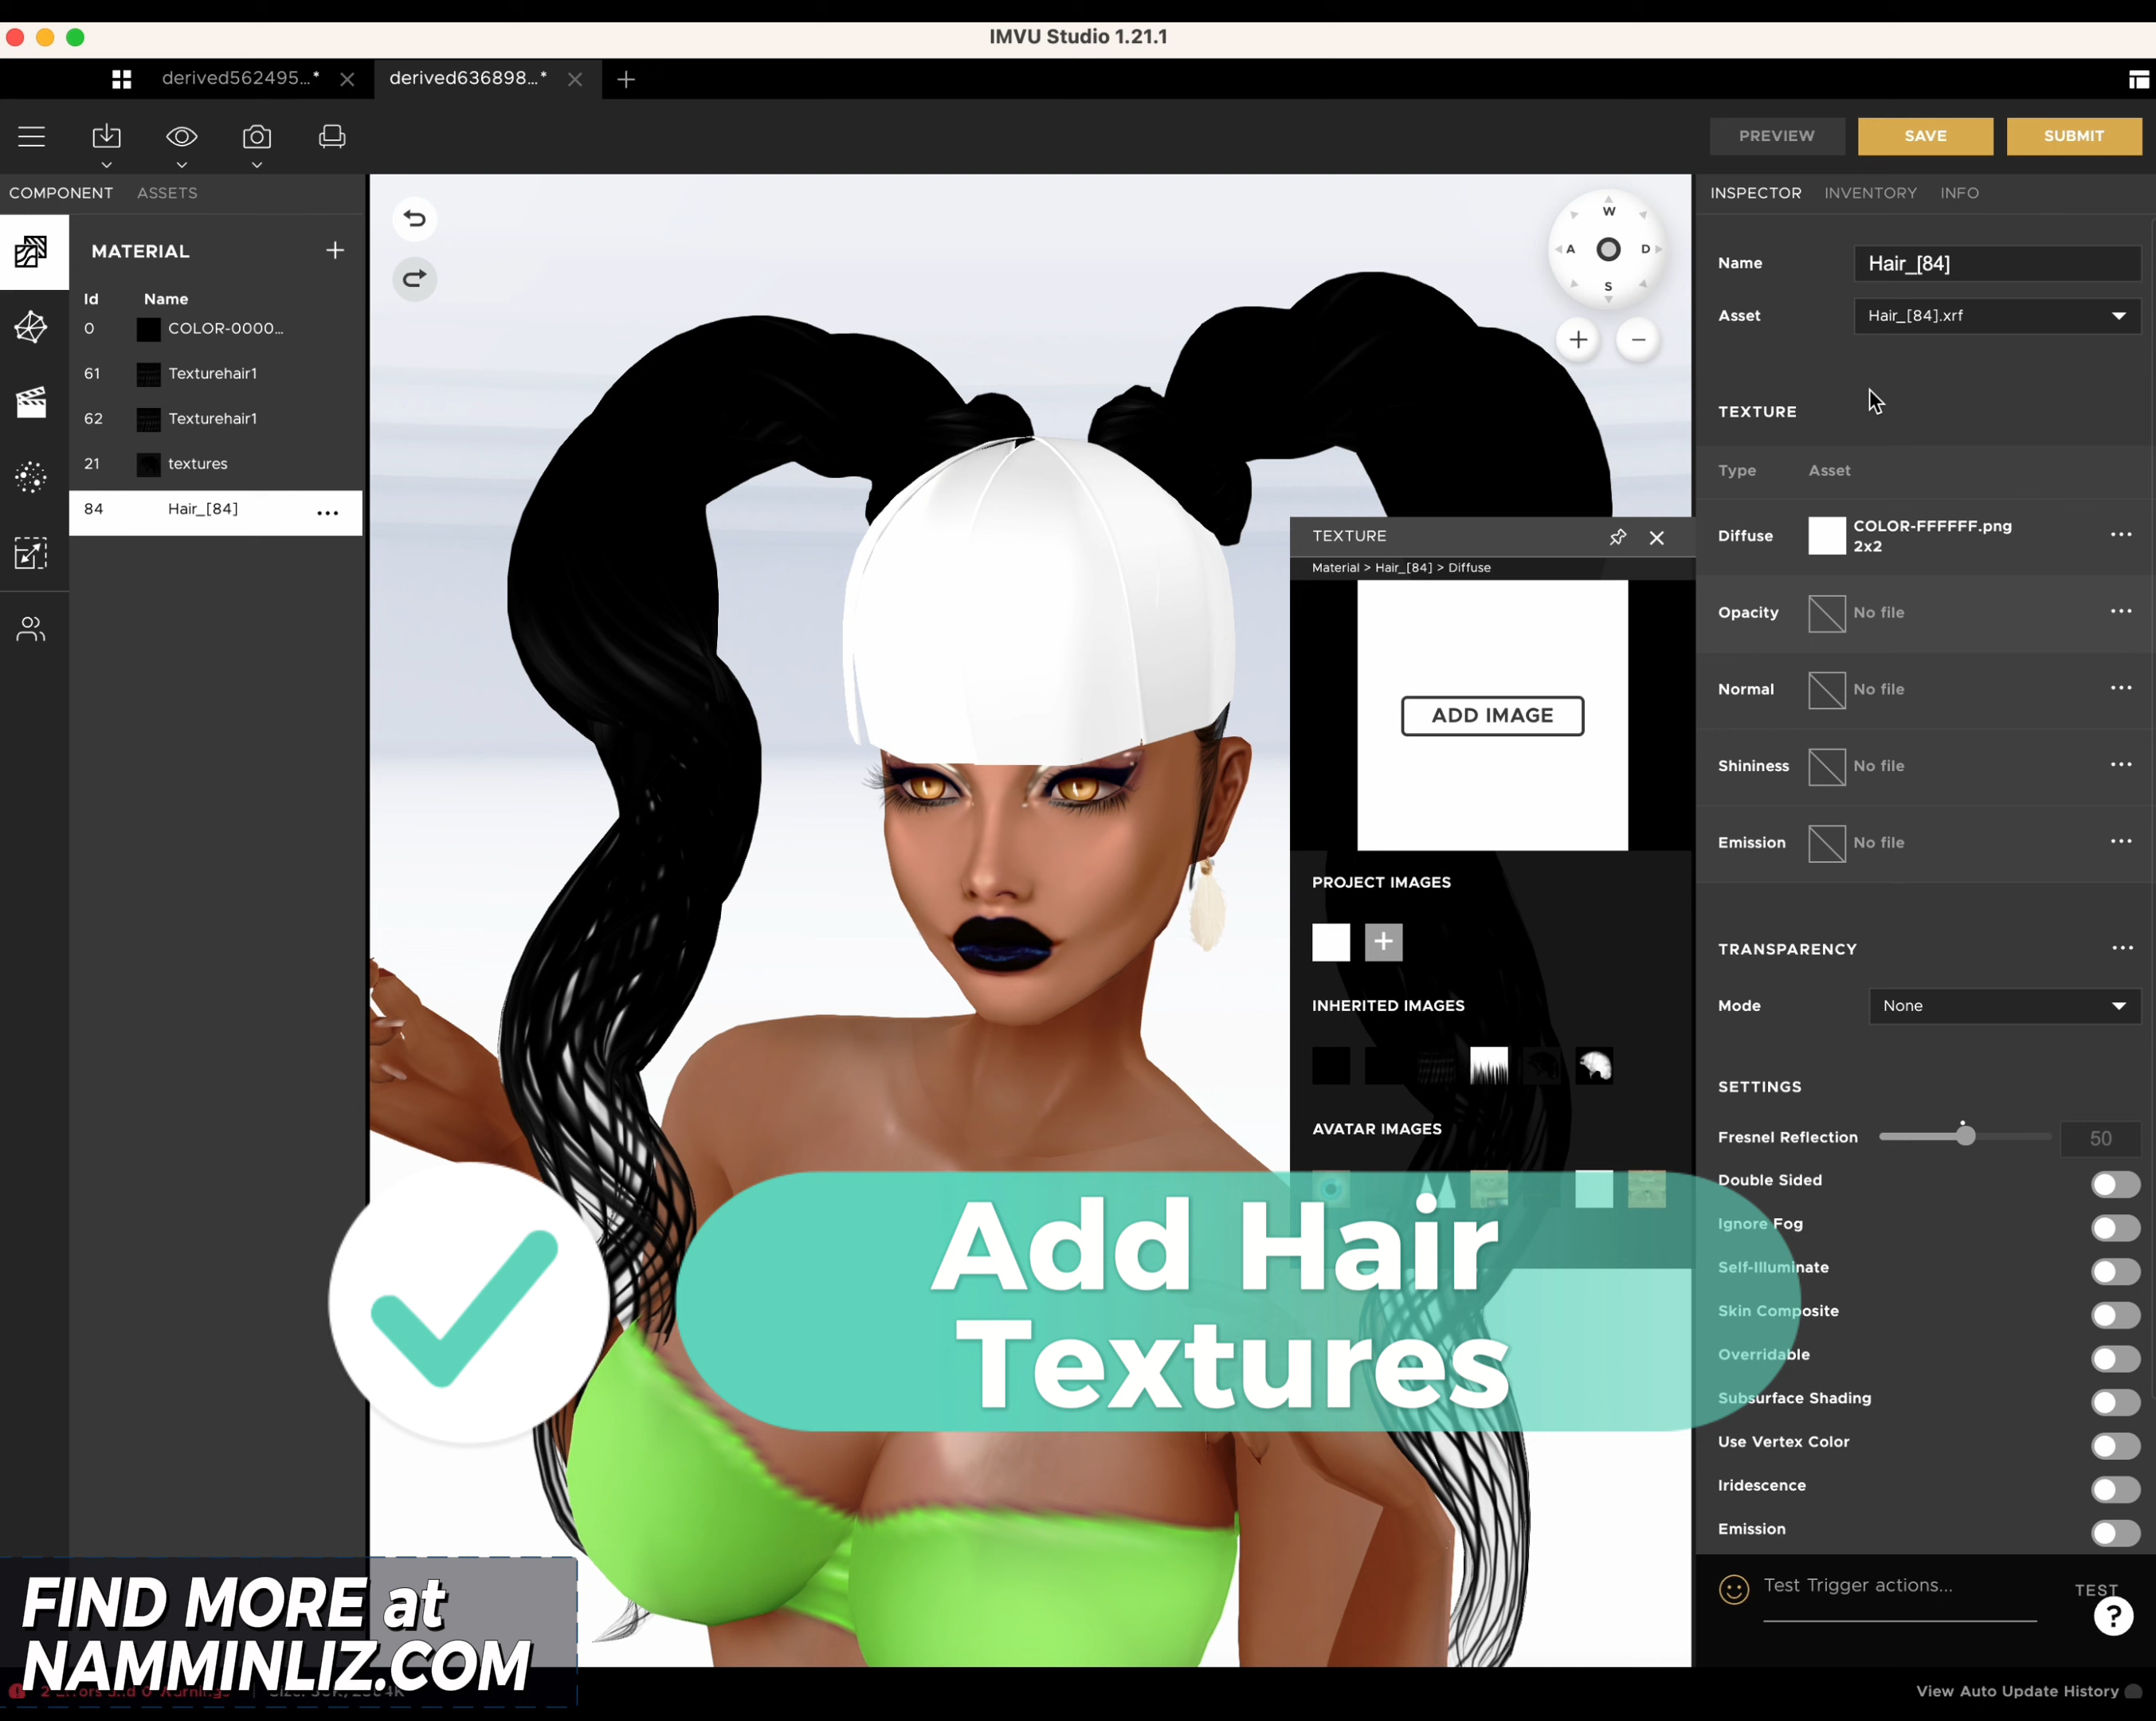 IMVU Studio 1.21.1
derived562495...*
derived636898...*
PREVIEW
SAVE
SUBMIT
COMPONENT
ASSETS
INSPECTOR
INVENTORY
INFO
MATERIAL
Id Name
0 COLOR-0000...
61 Texturehair1
62 Texturehair1
21 textures
84 Hair_[84]
W
A
D
S
Name Hair_[84]
Asset Hair_[84].xrf
TEXTURE
Type Asset
Diffuse COLOR-FFFFFF.png
2x2
Opacity No file
Normal No file
Shininess No file
Emission No file
TRANSPARENCY
Mode None
SETTINGS
Fresnel Reflection 50
Double Sided
Ignore Fog
Self-Illuminate
Skin Composite
Overridable
Subsurface Shading
Use Vertex Color
Iridescence
Emission
Test Trigger actions...
TEST
?
TEXTURE
Material > Hair_[84] > Diffuse
ADD IMAGE
PROJECT IMAGES
INHERITED IMAGES
AVATAR IMAGES
Add Hair
Textures
FIND MORE at
NAMMINLIZ.COM
View Auto Update History